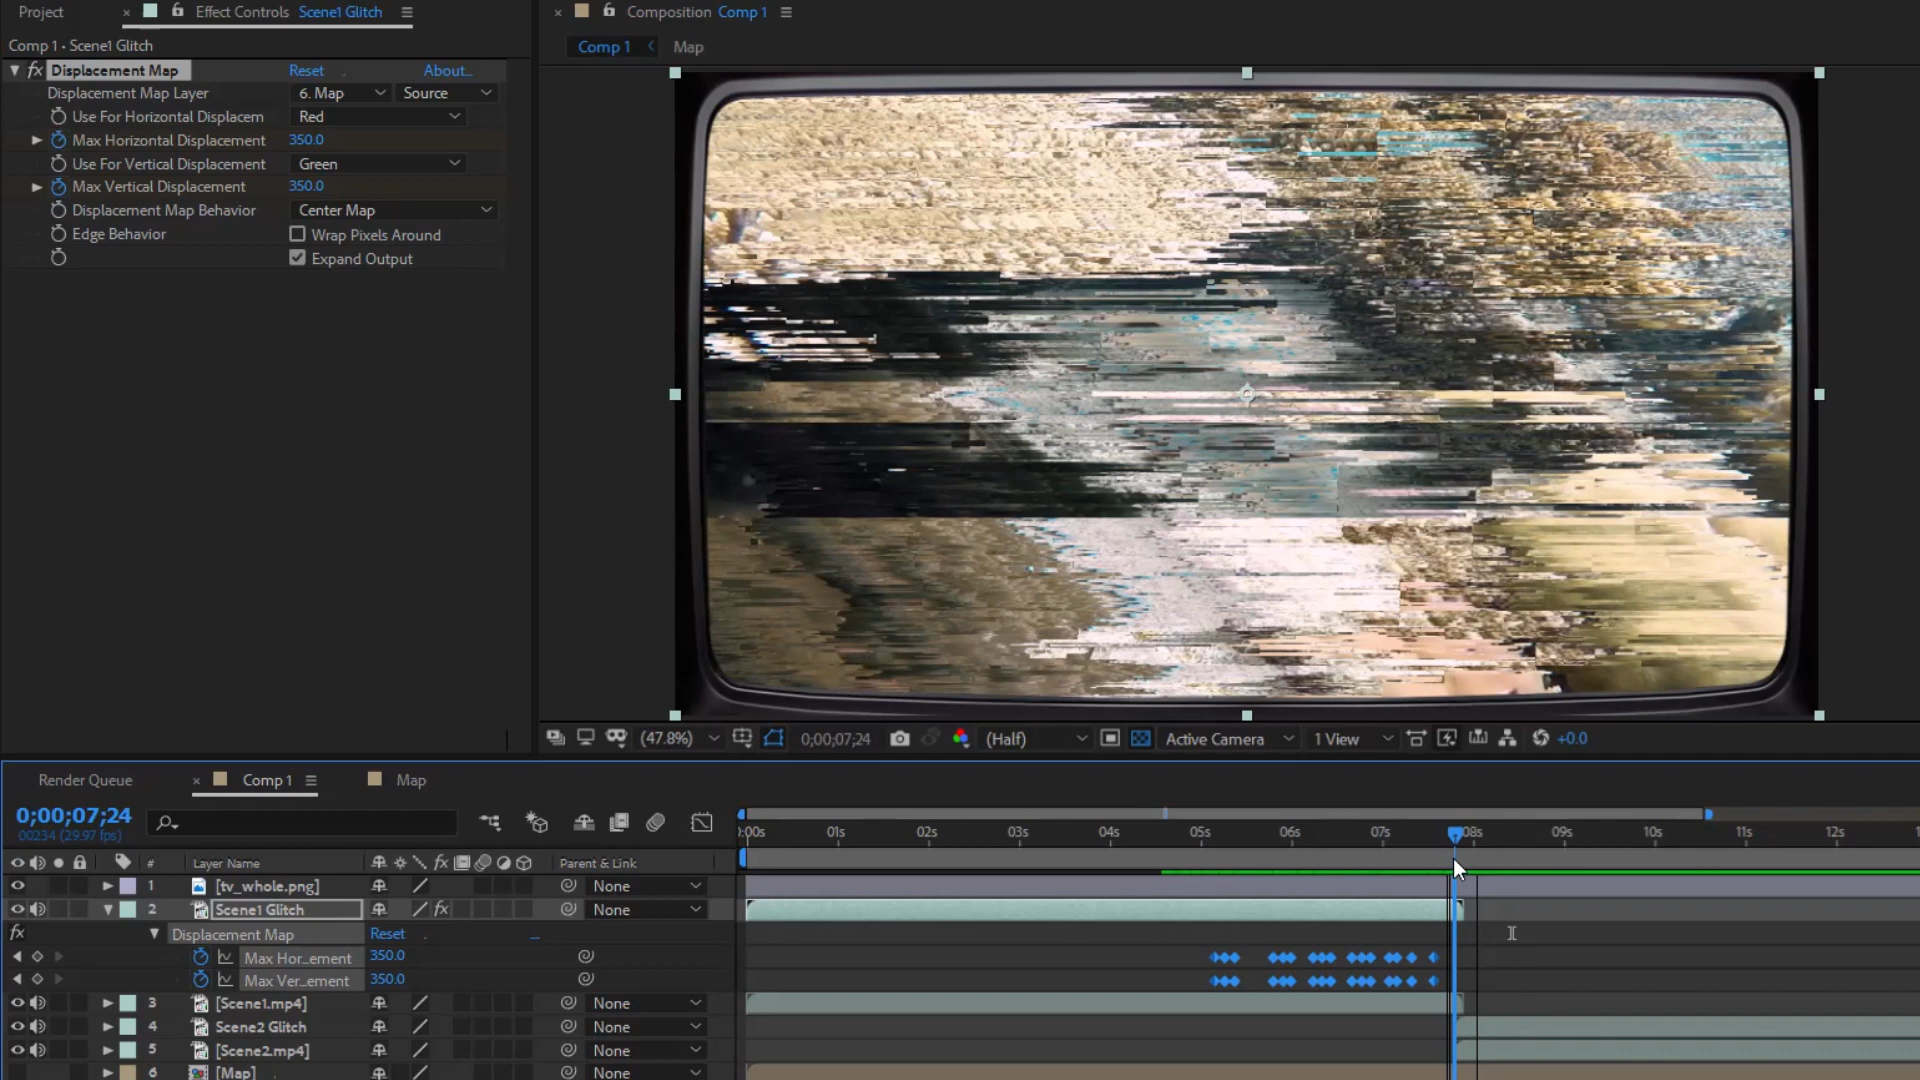 Project
× Effect Controls Scene1 Glitch
Comp 1 • Scene1 Glitch
fx Displacement Map Reset About...
Displacement Map Layer 6. Map Source
Use For Horizontal Displacem Red
Max Horizontal Displacement 350.0
Use For Vertical Displacement Green
Max Vertical Displacement 350.0
Displacement Map Behavior Center Map
Edge Behavior Wrap Pixels Around
Expand Output
× Composition Comp 1
Comp 1 Map
(47.8%) 0;00;07;24 (Half) Active Camera 1 View +0.0
Render Queue × Comp 1 Map
0;00;07;24
00234 (29.97 fps)
:00s 01s 02s 03s 04s 05s 06s 07s 08s 09s 10s 11s 12s
# Layer Name fx Parent & Link
1 [tv_whole.png] None
2 Scene1 Glitch fx None
fx Displacement Map Reset
Max Hor...ement 350.0
Max Ver...ement 350.0
3 [Scene1.mp4] None
4 Scene2 Glitch None
5 [Scene2.mp4] None
6 [Map] None